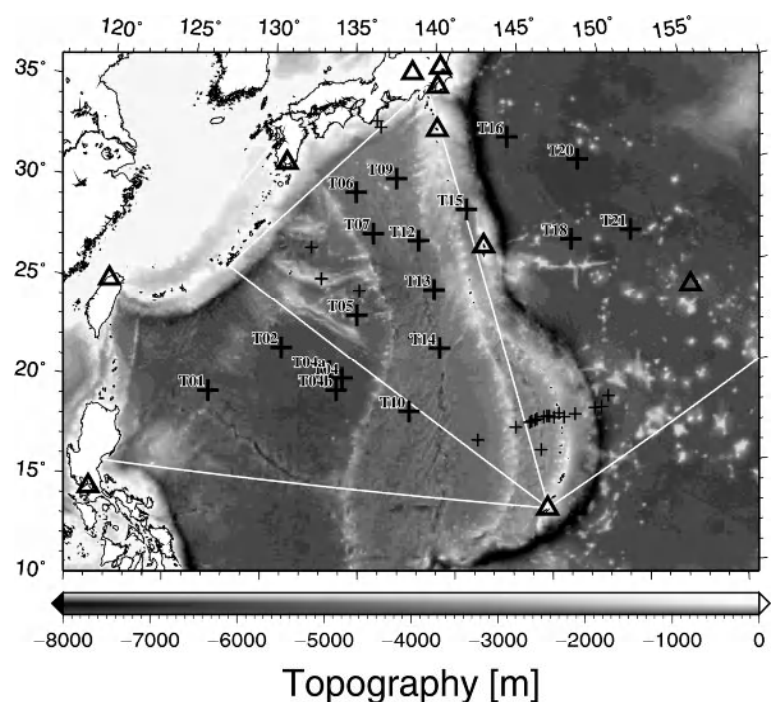 120° 125° 130° 135° 140° 145° 150° 155°
35°
T16
T20
30°
T09
T06
T15
T21
T07
T12
T18
25°
T13
T05
T02
T14
20°
T04a
T04
T01
T04b
T10
15°
10°
−8000 −7000 −6000 −5000 −4000 −3000 −2000 −1000 0
Topography [m]